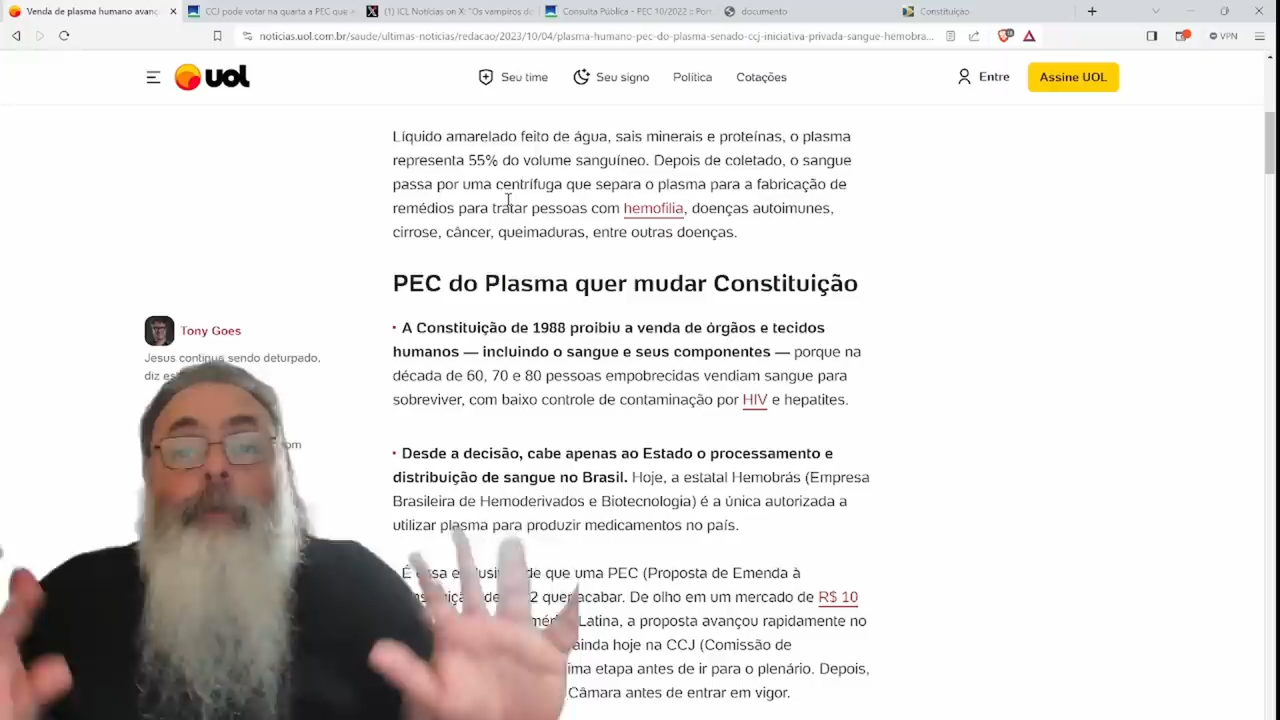 Venda de plasma humano avanç
CCJ pode votar na quarta a PEC que a
(1) ICL Notícias on X: "Os vampiros de
Consulta Pública - PEC 10/2022 :: Port
documento
Constituição
noticias.uol.com.br/saude/ultimas-noticias/redacao/2023/10/04/plasma-humano-pec-do-plasma-senado-ccj-iniciativa-privada-sangue-hemobra...
VPN
UOL
Seu time
Seu signo
Política
Cotações
Entre
Assine UOL
Líquido amarelado feito de água, sais minerais e proteínas, o plasma
representa 55% do volume sanguíneo. Depois de coletado, o sangue
passa por uma centrífuga que separa o plasma para a fabricação de
remédios para tratar pessoas com hemofilia, doenças autoimunes,
cirrose, câncer, queimaduras, entre outras doenças.
PEC do Plasma quer mudar Constituição
• A Constituição de 1988 proibiu a venda de órgãos e tecidos
humanos — incluindo o sangue e seus componentes — porque na
década de 60, 70 e 80 pessoas empobrecidas vendiam sangue para
sobreviver, com baixo controle de contaminação por HIV e hepatites.
Tony Goes
Jesus continua sendo deturpado,
diz
om
• Desde a decisão, cabe apenas ao Estado o processamento e
distribuição de sangue no Brasil. Hoje, a estatal Hemobrás (Empresa
Brasileira de Hemoderivados e Biotecnologia) é a única autorizada a
utilizar plasma para produzir medicamentos no país.
É essa de que uma PEC (Proposta de Emenda à
acabar. De olho em um mercado de R$ 10
Latina, a proposta avançou rapidamente no
ainda hoje na CCJ (Comissão de
ima etapa antes de ir para o plenário. Depois,
Câmara antes de entrar em vigor.